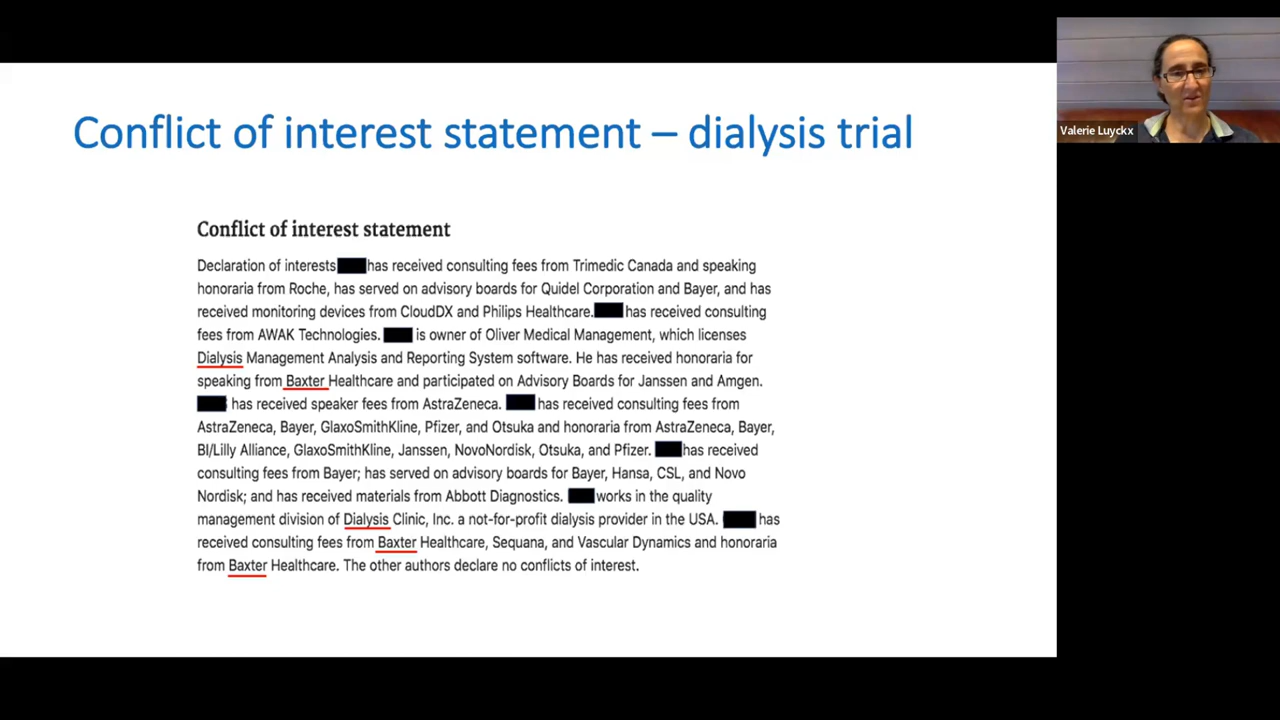 Conflict of interest statement – dialysis trial
Valerie Luyckx
Conflict of interest statement
Declaration of interests has received consulting fees from Trimedic Canada and speaking
honoraria from Roche, has served on advisory boards for Quidel Corporation and Bayer, and has
received monitoring devices from CloudDX and Philips Healthcare. has received consulting
fees from AWAK Technologies. is owner of Oliver Medical Management, which licenses
Dialysis Management Analysis and Reporting System software. He has received honoraria for
speaking from Baxter Healthcare and participated on Advisory Boards for Janssen and Amgen.
has received speaker fees from AstraZeneca. has received consulting fees from
AstraZeneca, Bayer, GlaxoSmithKline, Pfizer, and Otsuka and honoraria from AstraZeneca, Bayer,
BI/Lilly Alliance, GlaxoSmithKline, Janssen, NovoNordisk, Otsuka, and Pfizer. has received
consulting fees from Bayer; has served on advisory boards for Bayer, Hansa, CSL, and Novo
Nordisk; and has received materials from Abbott Diagnostics. works in the quality
management division of Dialysis Clinic, Inc. a not-for-profit dialysis provider in the USA. has
received consulting fees from Baxter Healthcare, Sequana, and Vascular Dynamics and honoraria
from Baxter Healthcare. The other authors declare no conflicts of interest.